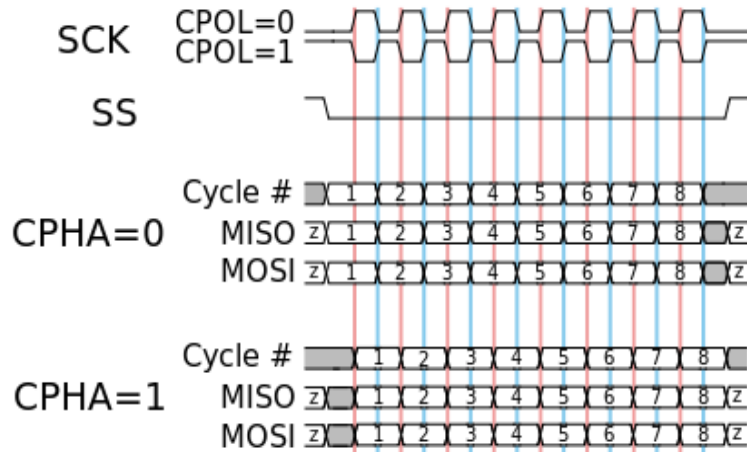 SCK CPOL=0
CPOL=1
SS
Cycle # 1 2 3 4 5 6 7 8
CPHA=0 MISO z 1 2 3 4 5 6 7 8 z
MOSI z 1 2 3 4 5 6 7 8 z
Cycle # 1 2 3 4 5 6 7 8
CPHA=1 MISO z 1 2 3 4 5 6 7 8 z
MOSI z 1 2 3 4 5 6 7 8 z